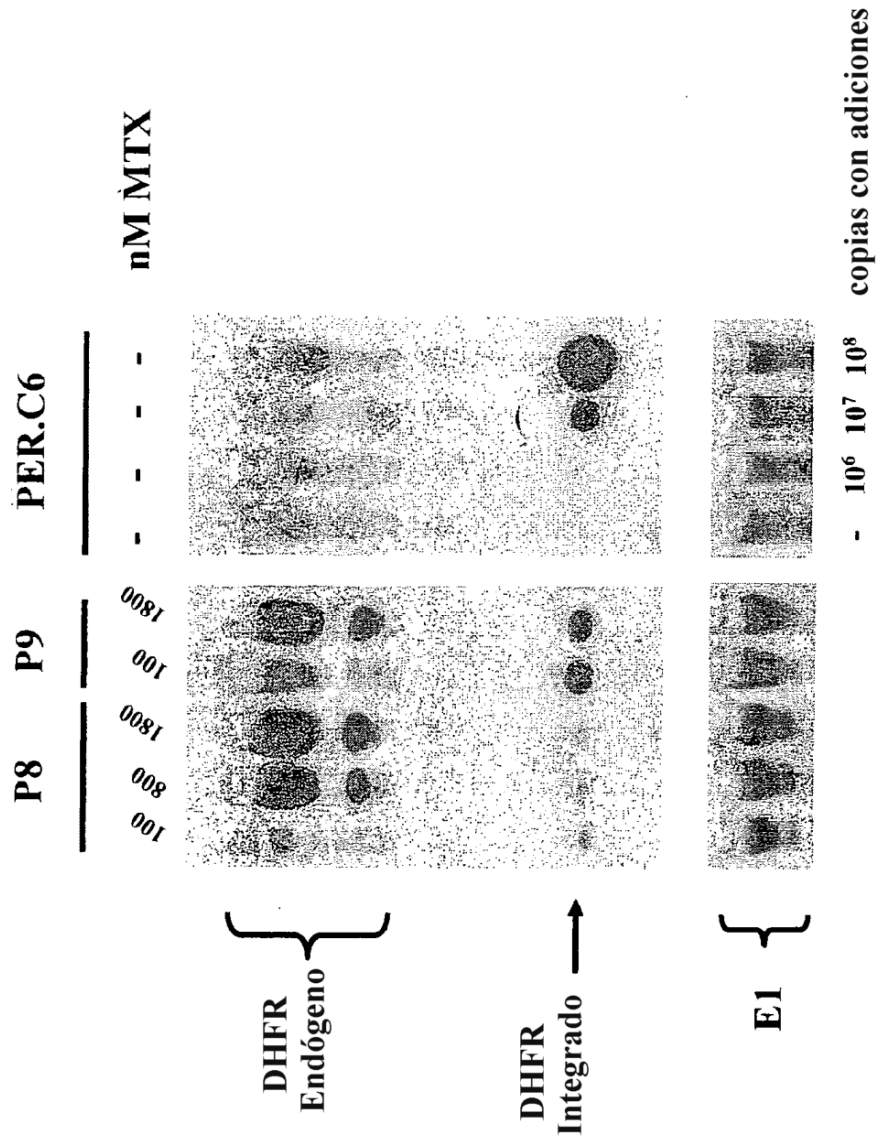 P8 P9 PER.C6
100 800 1800 100 1800 - - - - nM MTX
DHFR
Endógeno
DHFR
Integrado
E1
- 10⁶ 10⁷ 10⁸ copias con adiciones